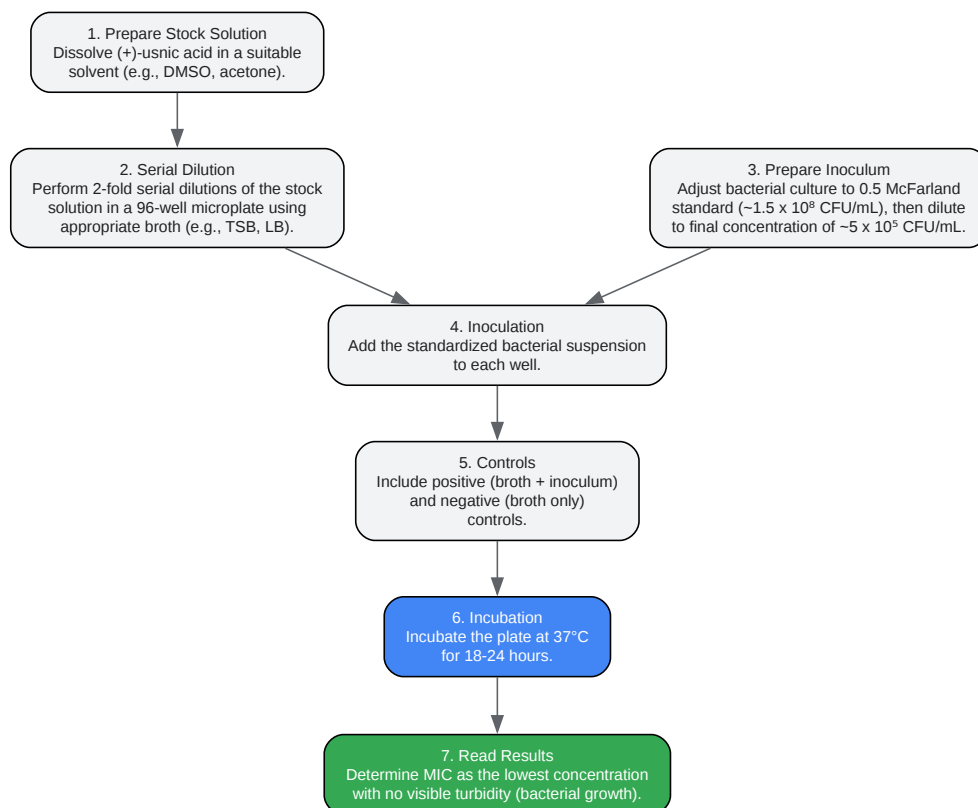 1. Prepare Stock Solution
Dissolve (+)-usnic acid in a suitable
solvent (e.g., DMSO, acetone).
2. Serial Dilution
Perform 2-fold serial dilutions of the stock
solution in a 96-well microplate using
appropriate broth (e.g., TSB, LB).
3. Prepare Inoculum
Adjust bacterial culture to 0.5 McFarland
standard (~1.5 x 10⁸ CFU/mL), then dilute
to final concentration of ~5 x 10⁵ CFU/mL.
4. Inoculation
Add the standardized bacterial suspension
to each well.
5. Controls
Include positive (broth + inoculum)
and negative (broth only)
controls.
6. Incubation
Incubate the plate at 37°C
for 18-24 hours.
7. Read Results
Determine MIC as the lowest concentration
with no visible turbidity (bacterial growth).